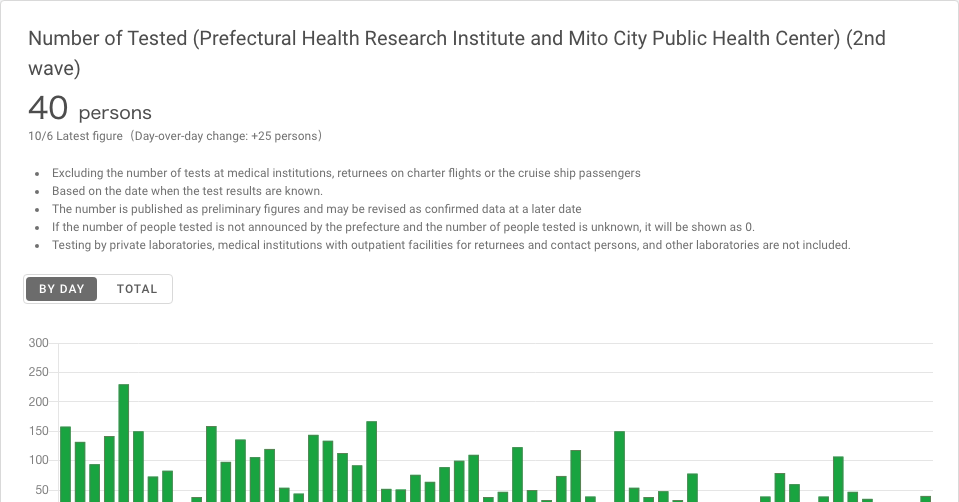 Number of Tested (Prefectural Health Research Institute and Mito City Public Health Center) (2nd
wave)
40 persons
10/6 Latest figure（Day-over-day change: +25 persons）
• Excluding the number of tests at medical institutions, returnees on charter flights or the cruise ship passengers
• Based on the date when the test results are known.
• The number is published as preliminary figures and may be revised as confirmed data at a later date
• If the number of people tested is not announced by the prefecture and the number of people tested is unknown, it will be shown as 0.
• Testing by private laboratories, medical institutions with outpatient facilities for returnees and contact persons, and other laboratories are not included.
BY DAY TOTAL
300
250
200
150
100
50